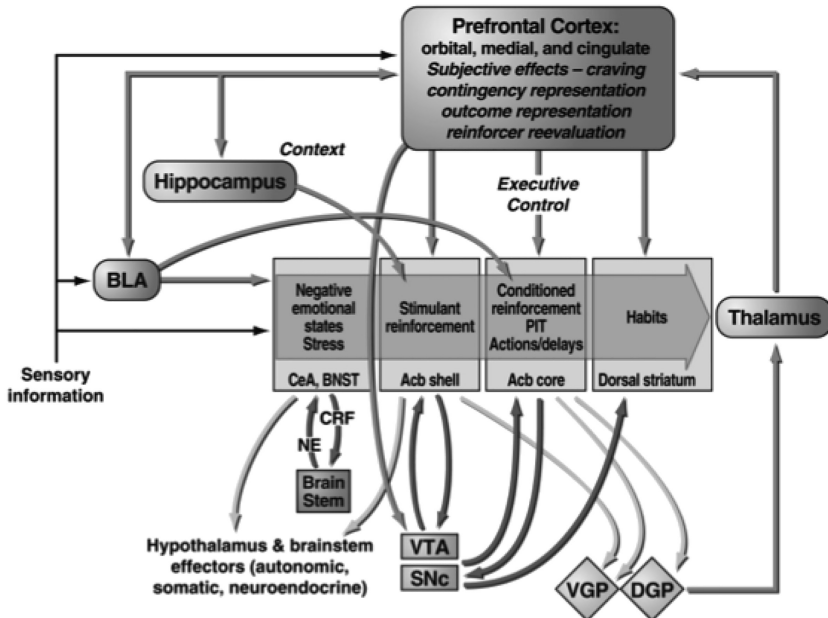 Prefrontal Cortex:
orbital, medial, and cingulate
Subjective effects – craving
contingency representation
outcome representation
reinforcer reevaluation
Context
Hippocampus
Executive
Control
BLA
Negative
emotional
states
Stress
CeA, BNST
Stimulant
reinforcement
Acb shell
Conditioned
reinforcement
PIT
Actions/delays
Acb core
Habits
Dorsal striatum
Thalamus
Sensory
information
CRF
NE
Brain
Stem
Hypothalamus & brainstem
effectors (autonomic,
somatic, neuroendocrine)
VTA
SNc
VGP
DGP